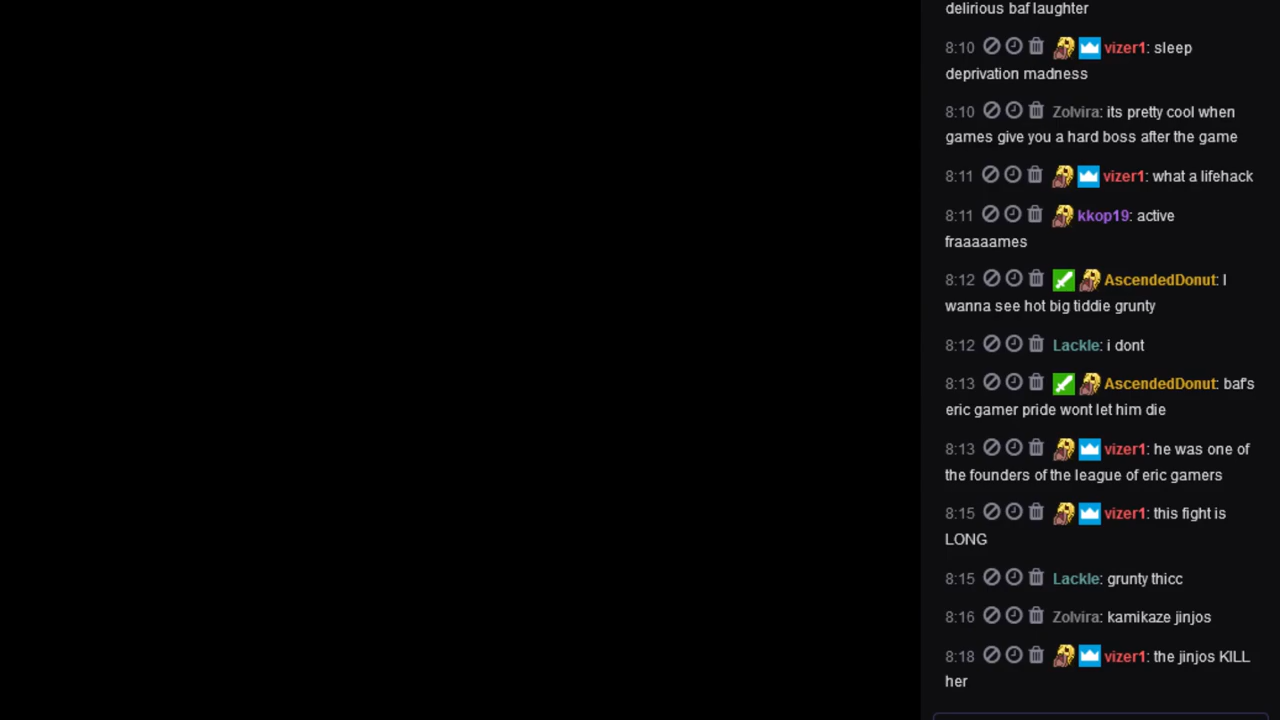 delirious baf laughter
8:10 vizer1: sleep
deprivation madness
8:10 Zolvira: its pretty cool when
games give you a hard boss after the game
8:11 vizer1: what a lifehack
8:11 kkop19: active
fraaaaames
8:12 AscendedDonut: I
wanna see hot big tiddie grunty
8:12 Lackle: i dont
8:13 AscendedDonut: baf's
eric gamer pride wont let him die
8:13 vizer1: he was one of
the founders of the league of eric gamers
8:15 vizer1: this fight is
LONG
8:15 Lackle: grunty thicc
8:16 Zolvira: kamikaze jinjos
8:18 vizer1: the jinjos KILL
her